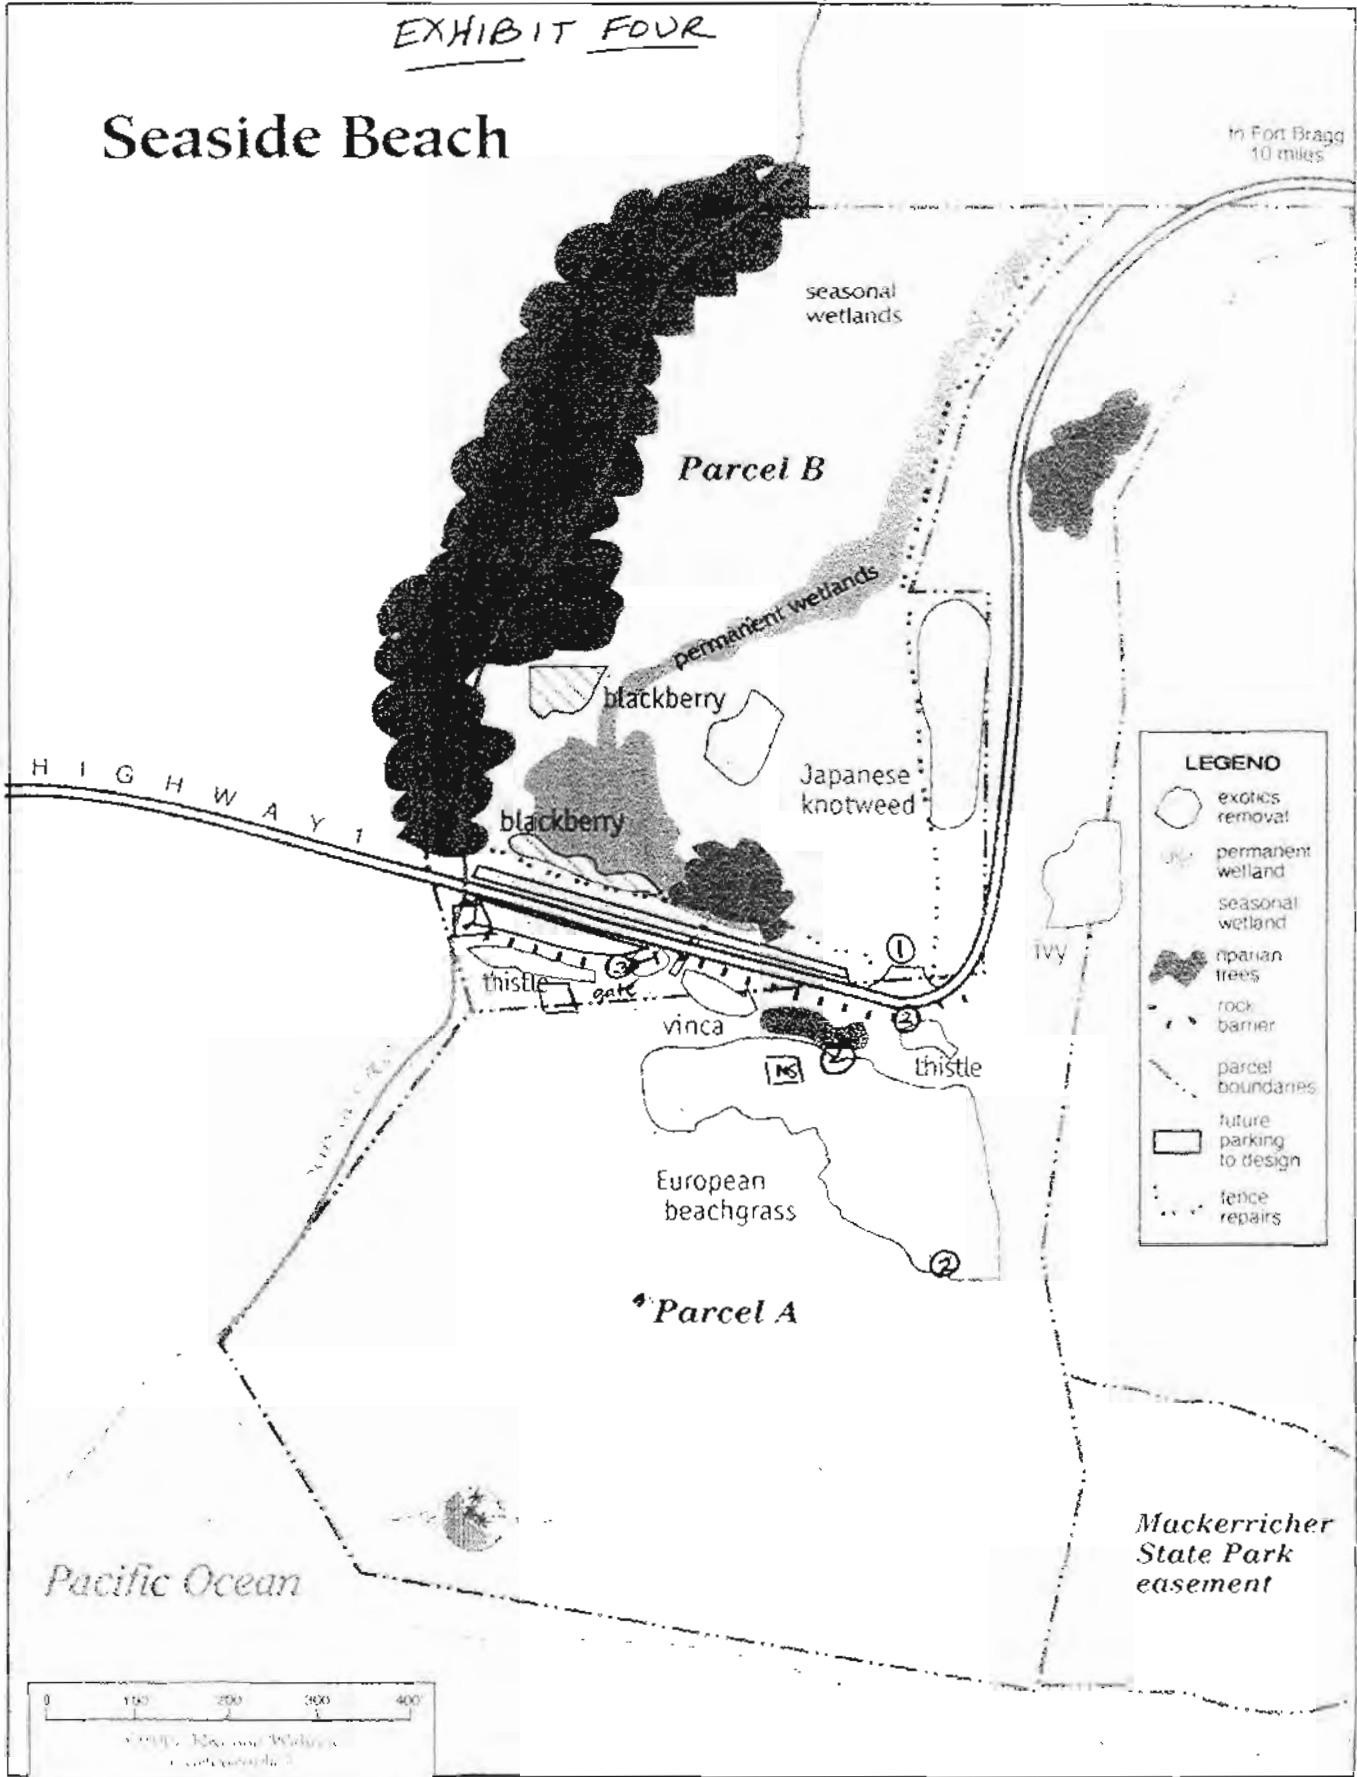 EXHIBIT FOUR
Seaside Beach
to Fort Bragg
10 miles
seasonal
wetlands
Parcel B
permanent wetlands
blackberry
Japanese
knotweed
HIGHWAY 1
blackberry
LEGEND
exotics
removal
permanent
wetland
seasonal
wetland
riparian
trees
rock
barrier
parcel
boundaries
future
parking
to design
fence
repairs
1
ivy
thistle
3
gate
vinca
3
thistle
2
NS
European
beachgrass
2
Parcel A
Mackerricher
State Park
easement
Pacific Ocean
0 100 200 300 400